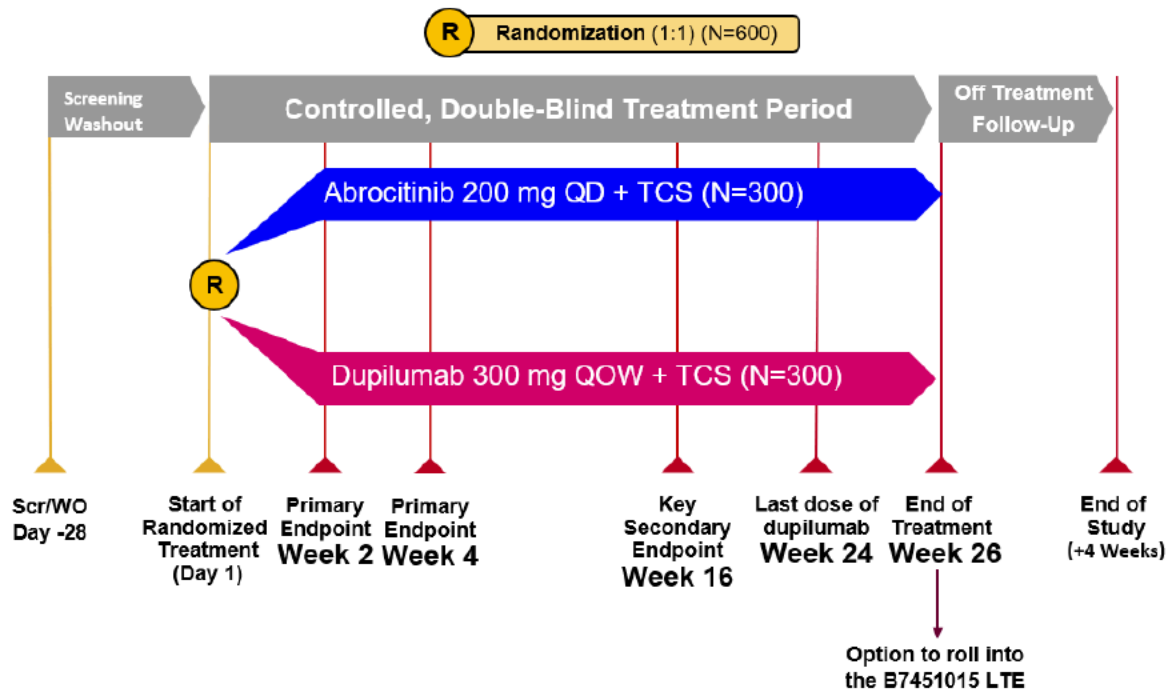 R Randomization (1:1) (N=600)
Screening
Washout
Controlled, Double-Blind Treatment Period
Off Treatment
Follow-Up
Abrocitinib 200 mg QD + TCS (N=300)
R
Dupilumab 300 mg QOW + TCS (N=300)
Scr/WO
Day -28
Start of
Randomized
Treatment
(Day 1)
Primary
Endpoint
Week 2
Primary
Endpoint
Week 4
Key
Secondary
Endpoint
Week 16
Last dose of
dupilumab
Week 24
End of
Treatment
Week 26
End of
Study
(+4 Weeks)
Option to roll into
the B7451015 LTE